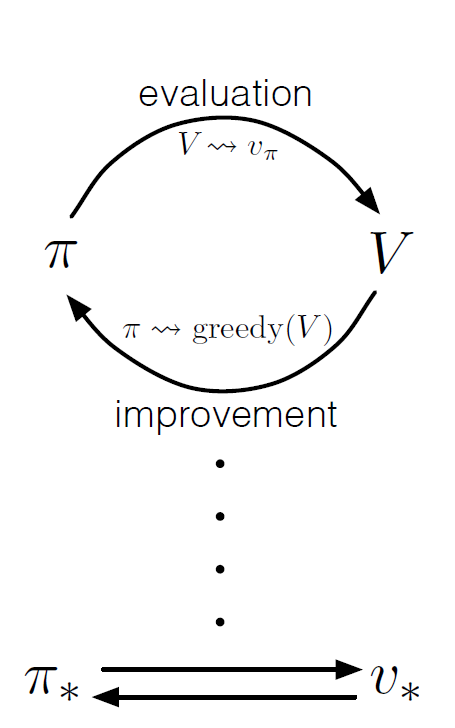 evaluation
V ⇝ v_π
π V
π ⇝ greedy(V)
improvement
π_* v_*